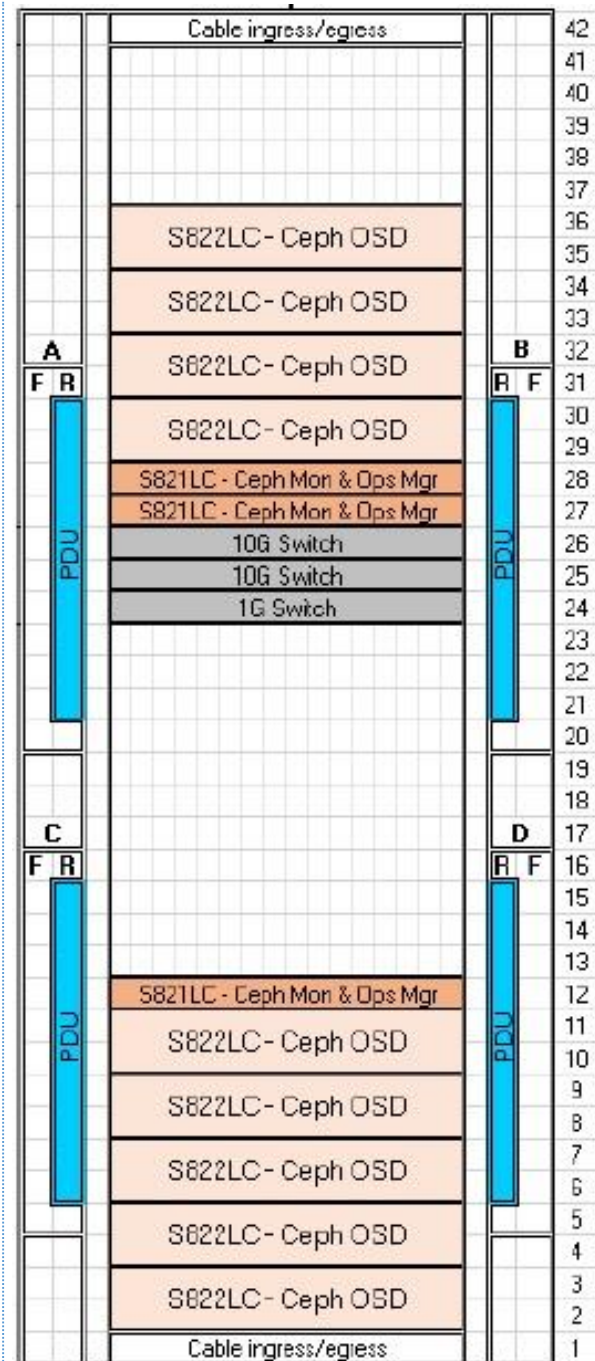 Cable ingress/egress 42
41
40
39
38
37
36
S822LC - Ceph OSD
35
34
S822LC - Ceph OSD
33
A B 32
S822LC - Ceph OSD
F R R F 31
30
S822LC - Ceph OSD
29
S821LC - Ceph Mon & Ops Mgr 28
S821LC - Ceph Mon & Ops Mgr 27
PDU 10G Switch PDU 26
10G Switch 25
1G Switch 24
23
22
21
20
19
18
C D 17
F R R F 16
15
14
13
S821LC - Ceph Mon & Ops Mgr 12
PDU PDU 11
S822LC - Ceph OSD
10
9
S822LC - Ceph OSD
8
7
S822LC - Ceph OSD
6
5
S822LC - Ceph OSD
4
3
S822LC - Ceph OSD
2
Cable ingress/egress 1